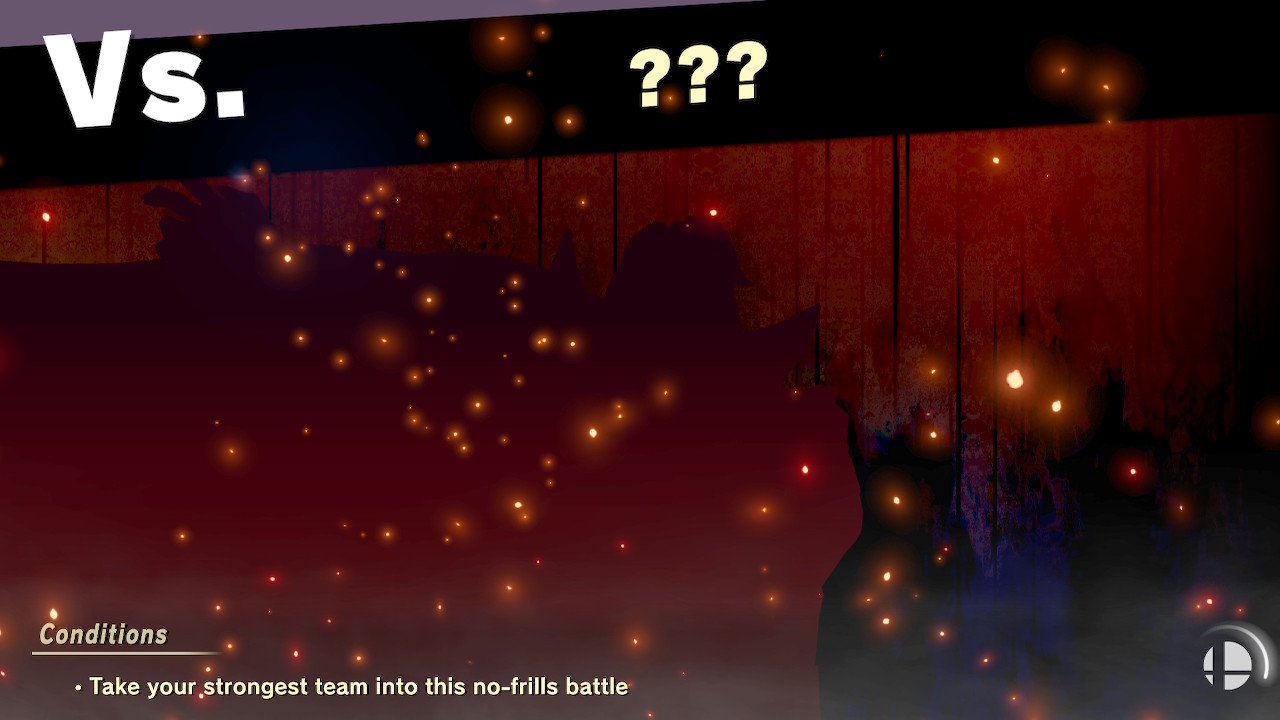 Vs.
???
Conditions
• Take your strongest team into this no-frills battle